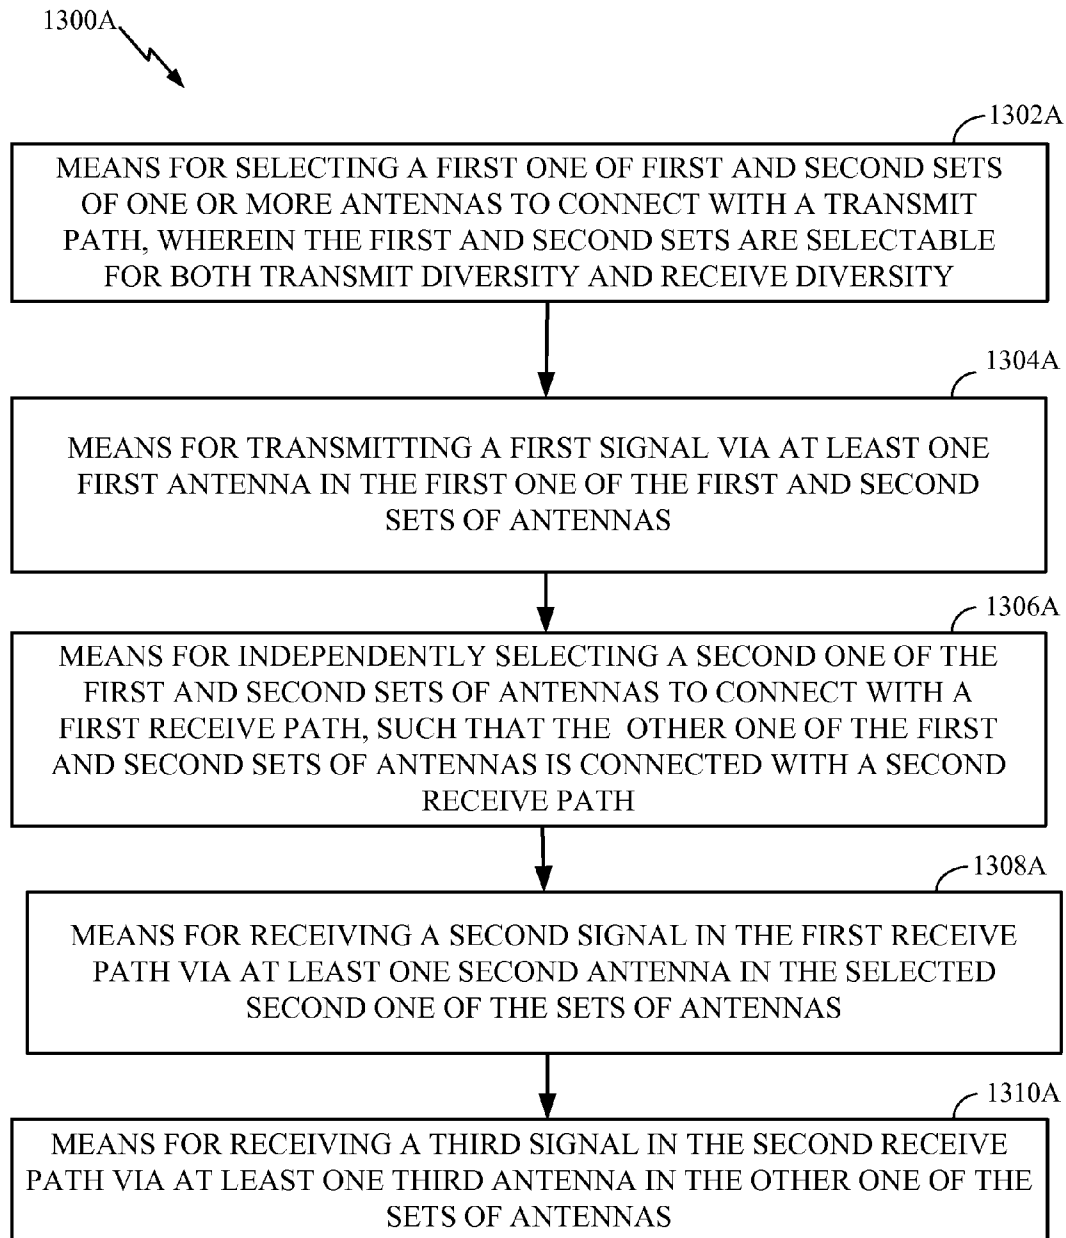 1300A
1302A
MEANS FOR SELECTING A FIRST ONE OF FIRST AND SECOND SETS
OF ONE OR MORE ANTENNAS TO CONNECT WITH A TRANSMIT
PATH, WHEREIN THE FIRST AND SECOND SETS ARE SELECTABLE
FOR BOTH TRANSMIT DIVERSITY AND RECEIVE DIVERSITY
1304A
MEANS FOR TRANSMITTING A FIRST SIGNAL VIA AT LEAST ONE
FIRST ANTENNA IN THE FIRST ONE OF THE FIRST AND SECOND
SETS OF ANTENNAS
1306A
MEANS FOR INDEPENDENTLY SELECTING A SECOND ONE OF THE
FIRST AND SECOND SETS OF ANTENNAS TO CONNECT WITH A
FIRST RECEIVE PATH, SUCH THAT THE OTHER ONE OF THE FIRST
AND SECOND SETS OF ANTENNAS IS CONNECTED WITH A SECOND
RECEIVE PATH
1308A
MEANS FOR RECEIVING A SECOND SIGNAL IN THE FIRST RECEIVE
PATH VIA AT LEAST ONE SECOND ANTENNA IN THE SELECTED
SECOND ONE OF THE SETS OF ANTENNAS
1310A
MEANS FOR RECEIVING A THIRD SIGNAL IN THE SECOND RECEIVE
PATH VIA AT LEAST ONE THIRD ANTENNA IN THE OTHER ONE OF THE
SETS OF ANTENNAS